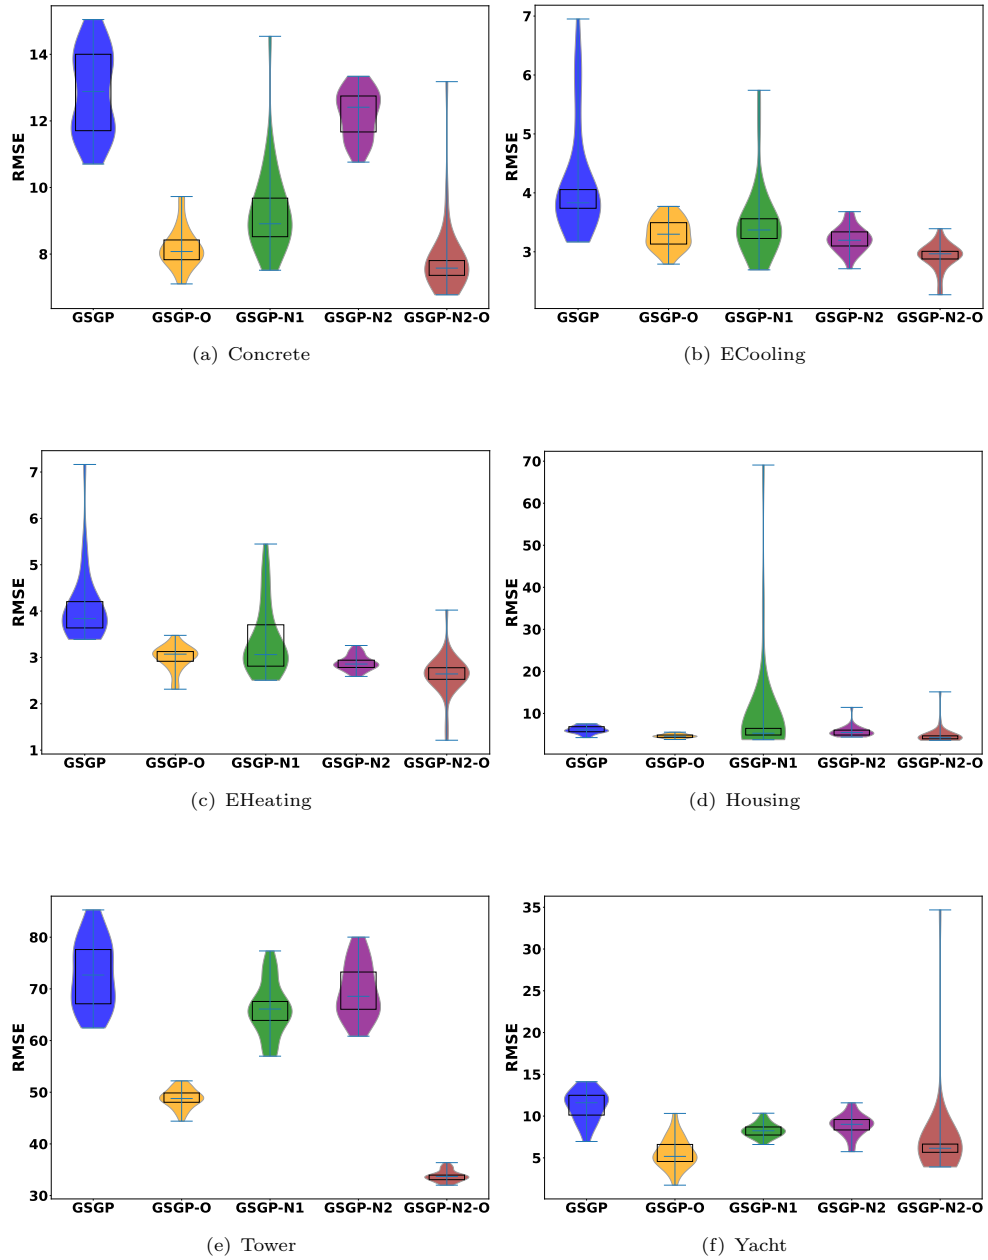 14
12
10
8
RMSE
GSGP GSGP-O GSGP-N1 GSGP-N2 GSGP-N2-O
(a) Concrete
7
6
5
4
3
RMSE
GSGP GSGP-O GSGP-N1 GSGP-N2 GSGP-N2-O
(b) ECooling
7
6
5
4
3
2
1
RMSE
GSGP GSGP-O GSGP-N1 GSGP-N2 GSGP-N2-O
(c) EHeating
70
60
50
40
30
20
10
RMSE
GSGP GSGP-O GSGP-N1 GSGP-N2 GSGP-N2-O
(d) Housing
80
70
60
50
40
30
RMSE
GSGP GSGP-O GSGP-N1 GSGP-N2 GSGP-N2-O
(e) Tower
35
30
25
20
15
10
5
RMSE
GSGP GSGP-O GSGP-N1 GSGP-N2 GSGP-N2-O
(f) Yacht